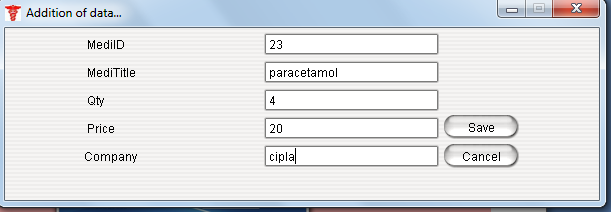 Addition of data...
MediID 23
MediTitle paracetamol
Qty 4
Price 20 Save
Company cipla Cancel